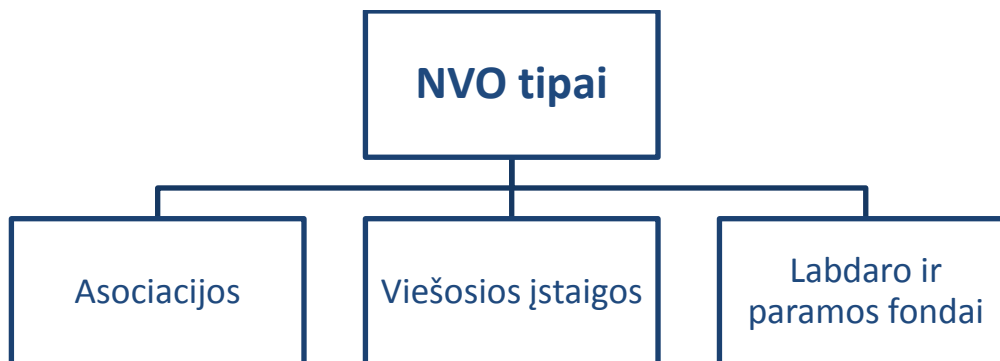 NVO tipai
Asociacijos
Viešosios įstaigos
Labdaro ir
paramos fondai